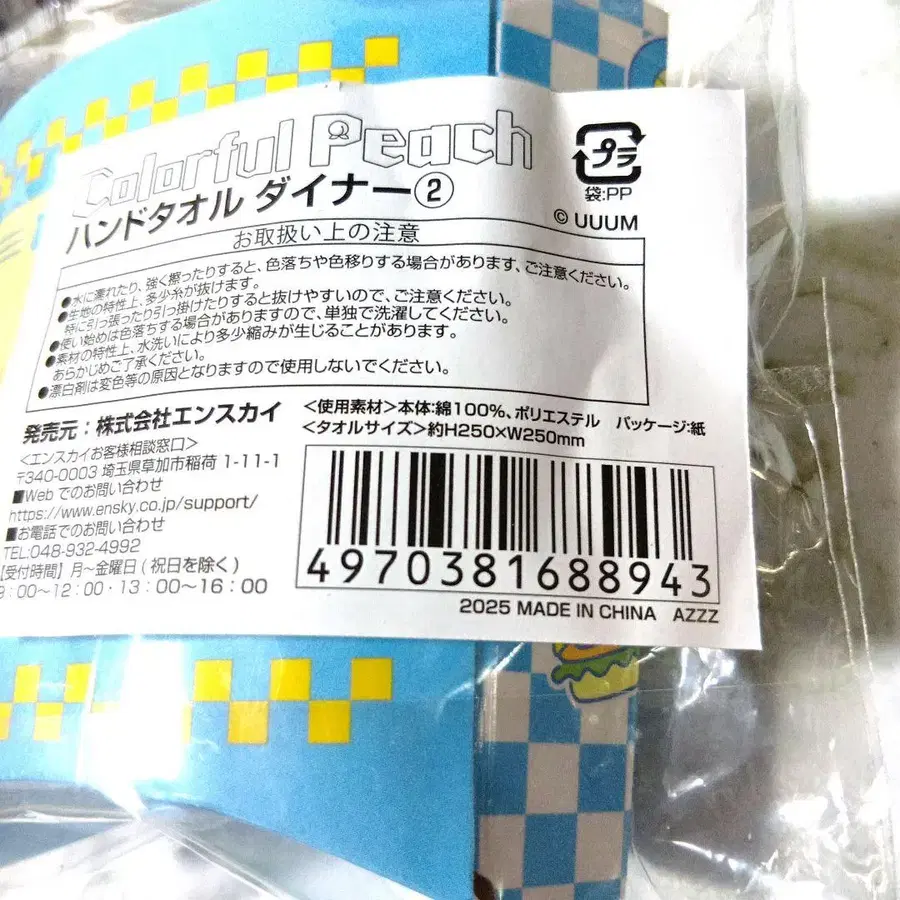 Colorful Peach
ハンドタオル ダイナー②
プラ
袋:PP
© UUUM
お取扱い上の注意
●水に濡れたり、強く擦ったりすると、色落ちや色移りする場合があります、ご注意ください。
●生地の特性上、多少糸が抜けます。
特に引っ張ったり引っ掛けたりすると抜けやすいので、ご注意ください。
●使い始めは色落ちする場合がありますので、単独で洗濯してください。
●素材の特性上、水洗いにより多少縮みが生じることがあります。
あらかじめご了承ください。
●漂白剤は変色等の原因となりますので使用しないでください。
発売元:株式会社エンスカイ
<エンスカイお客様相談窓口>
〒340-0003 埼玉県草加市稲荷 1-11-1
■Web でのお問い合わせ
https://www.ensky.co.jp/support/
■お電話でのお問い合わせ
TEL:048-932-4992
【受付時間】月~金曜日(祝日を除く)
9:00~12:00・13:00~16:00
<使用素材>本体:綿100%、ポリエステル パッケージ:紙
<タオルサイズ>約H250×W250mm
4970381688943
2025 MADE IN CHINA AZZZ